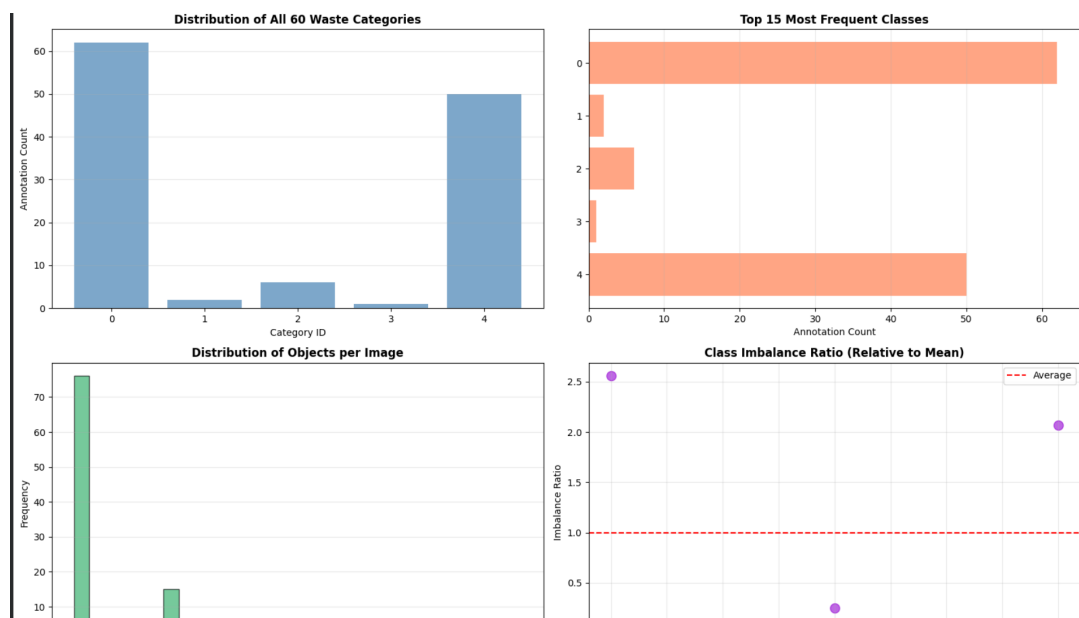 Distribution of All 60 Waste Categories
60
50
40
30
20
10
0
Annotation Count
0 1 2 3 4
Category ID
Top 15 Most Frequent Classes
0
1
2
3
4
0 10 20 30 40 50 60
Annotation Count
Distribution of Objects per Image
70
60
50
40
30
20
10
Frequency
Class Imbalance Ratio (Relative to Mean)
Average
2.5
2.0
1.5
1.0
0.5
Imbalance Ratio